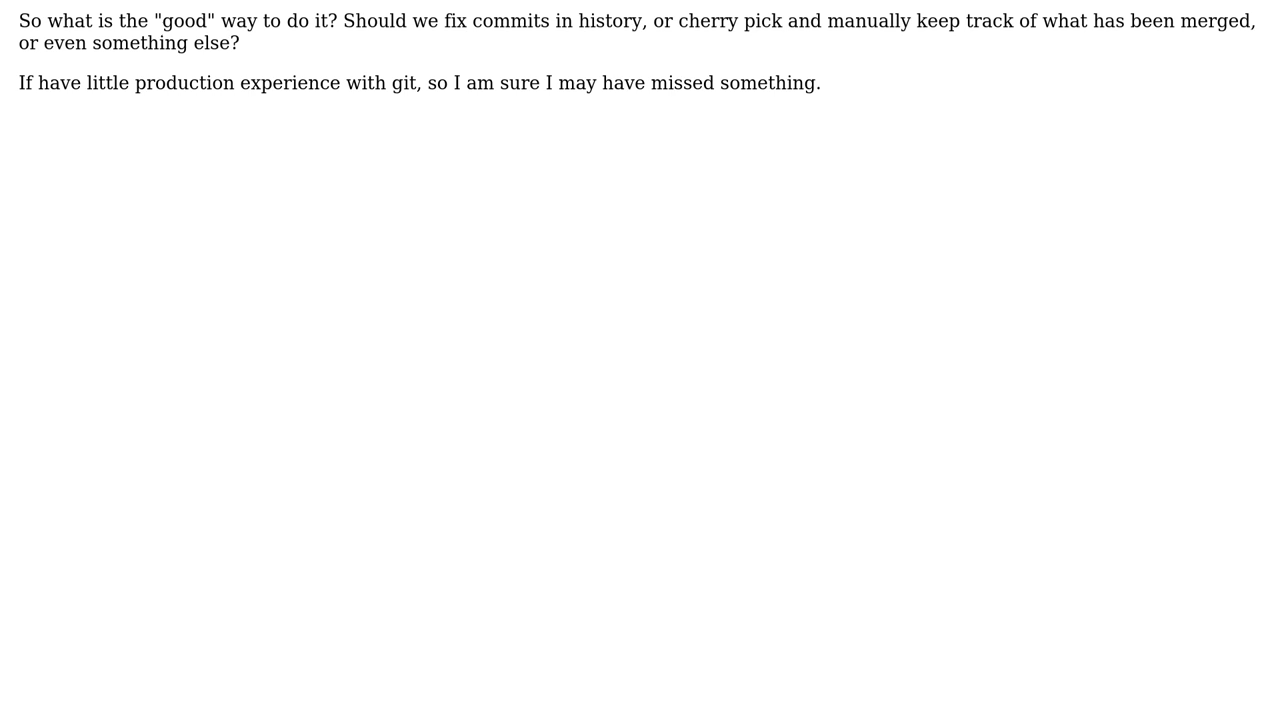 So what is the "good" way to do it? Should we fix commits in history, or cherry pick and manually keep track of what has been merged,
or even something else?
If have little production experience with git, so I am sure I may have missed something.